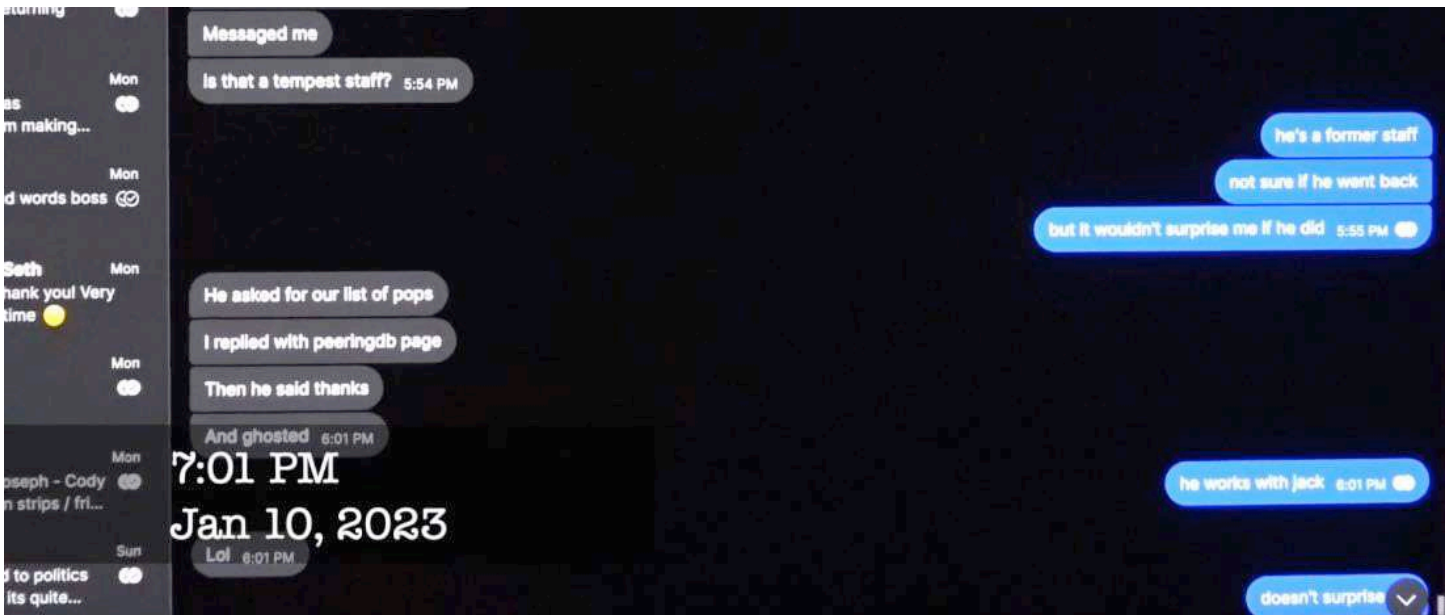 eturning
Mon
as
m making...
Mon
d words boss
Seth Mon
hank you! Very
time
Mon
Mon
oseph - Cody
n strips / fri...
Sun
d to politics
its quite...
Messaged me
Is that a tempest staff? 5:54 PM
he's a former staff
not sure if he went back
but it wouldn't surprise me if he did 5:55 PM
He asked for our list of pops
I replied with peeringdb page
Then he said thanks
And ghosted 6:01 PM
he works with jack 6:01 PM
7:01 PM
Jan 10, 2023
Lol 6:01 PM
doesn't surprise